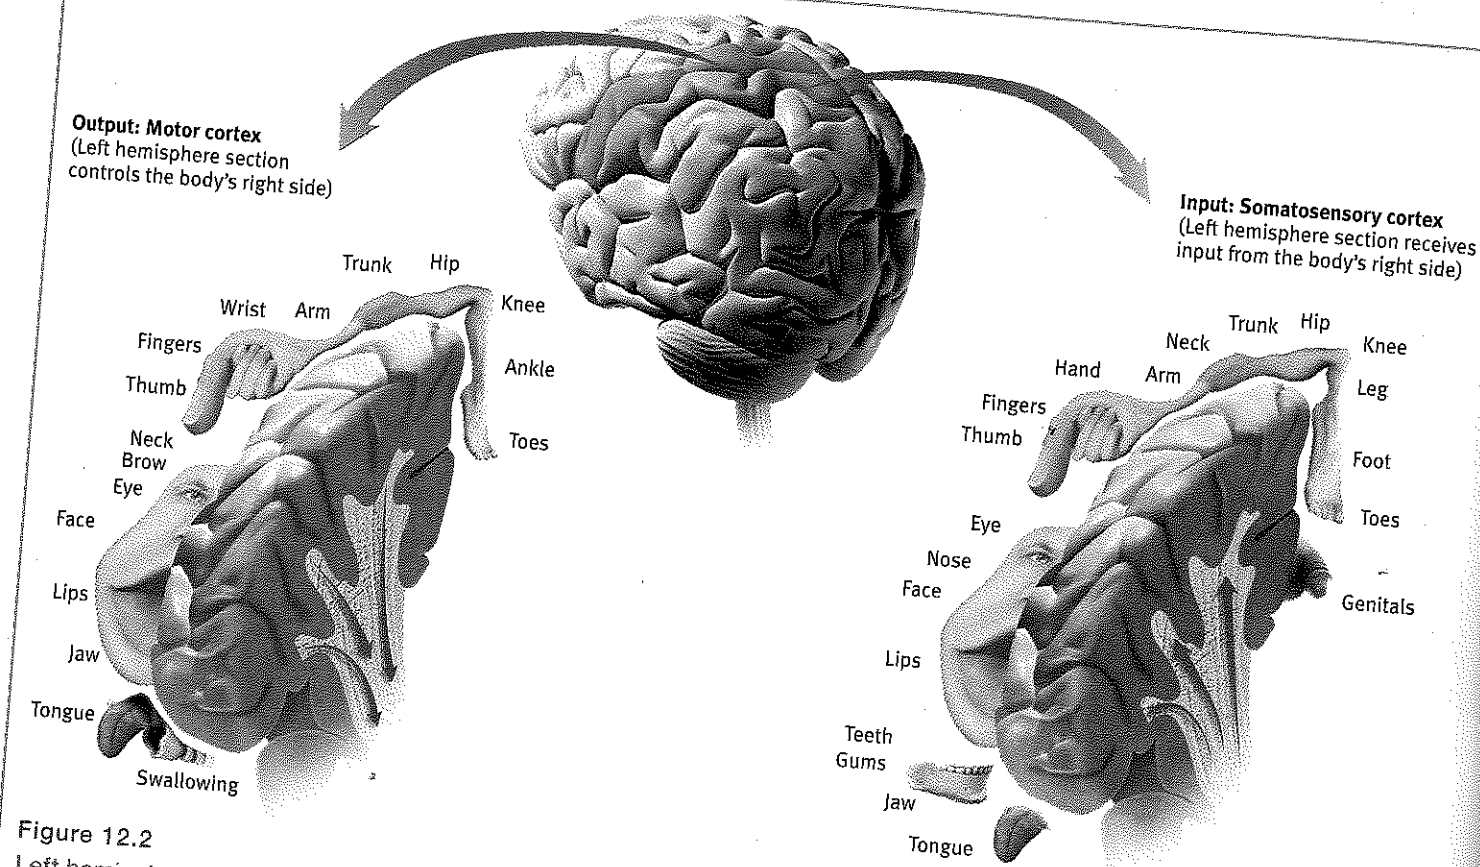 Output: Motor cortex
(Left hemisphere section
controls the body's right side)
Input: Somatosensory cortex
(Left hemisphere section receives
input from the body's right side)
Trunk
Hip
Wrist
Arm
Knee
Fingers
Ankle
Thumb
Neck
Toes
Brow
Eye
Face
Lips
Jaw
Tongue
Swallowing
Trunk
Hip
Neck
Knee
Hand
Arm
Leg
Fingers
Thumb
Foot
Toes
Eye
Nose
Face
Genitals
Lips
Teeth
Gums
Jaw
Tongue
Figure 12.2
Left